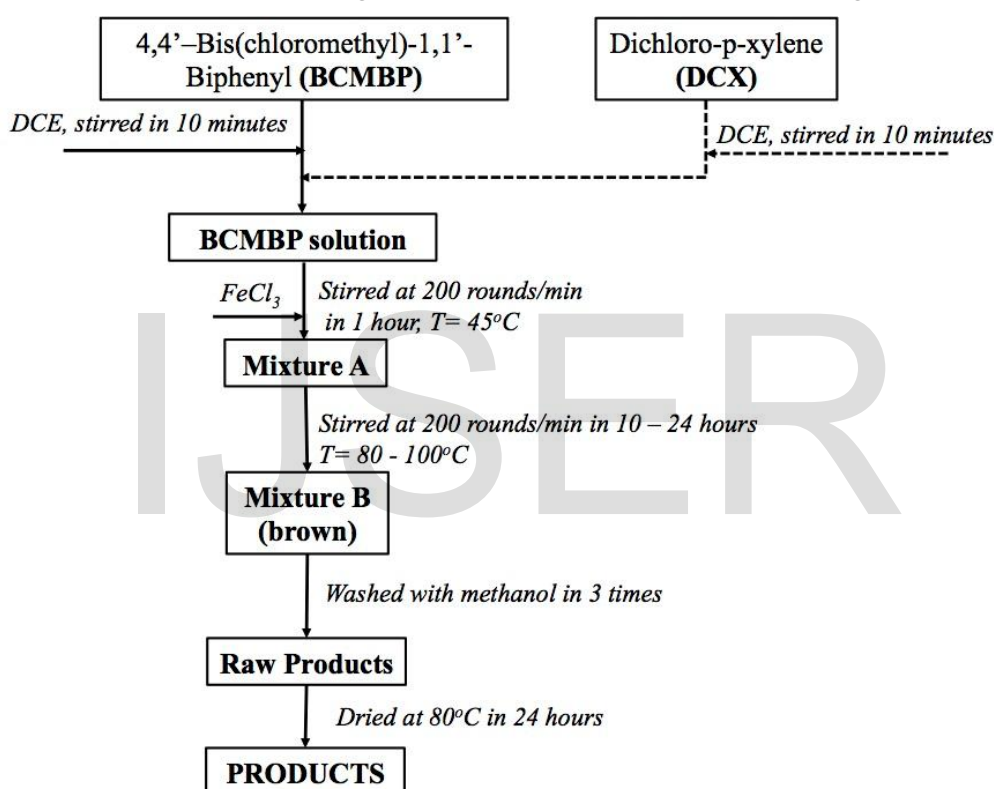 4,4'–Bis(chloromethyl)-1,1'-
Biphenyl (BCMBP)
Dichloro-p-xylene
(DCX)
DCE, stirred in 10 minutes
DCE, stirred in 10 minutes
BCMBP solution
FeCl3
Stirred at 200 rounds/min
in 1 hour, T= 45°C
Mixture A
Stirred at 200 rounds/min in 10 – 24 hours
T= 80 - 100°C
IJSER
Mixture B
(brown)
Washed with methanol in 3 times
Raw Products
Dried at 80°C in 24 hours
PRODUCTS